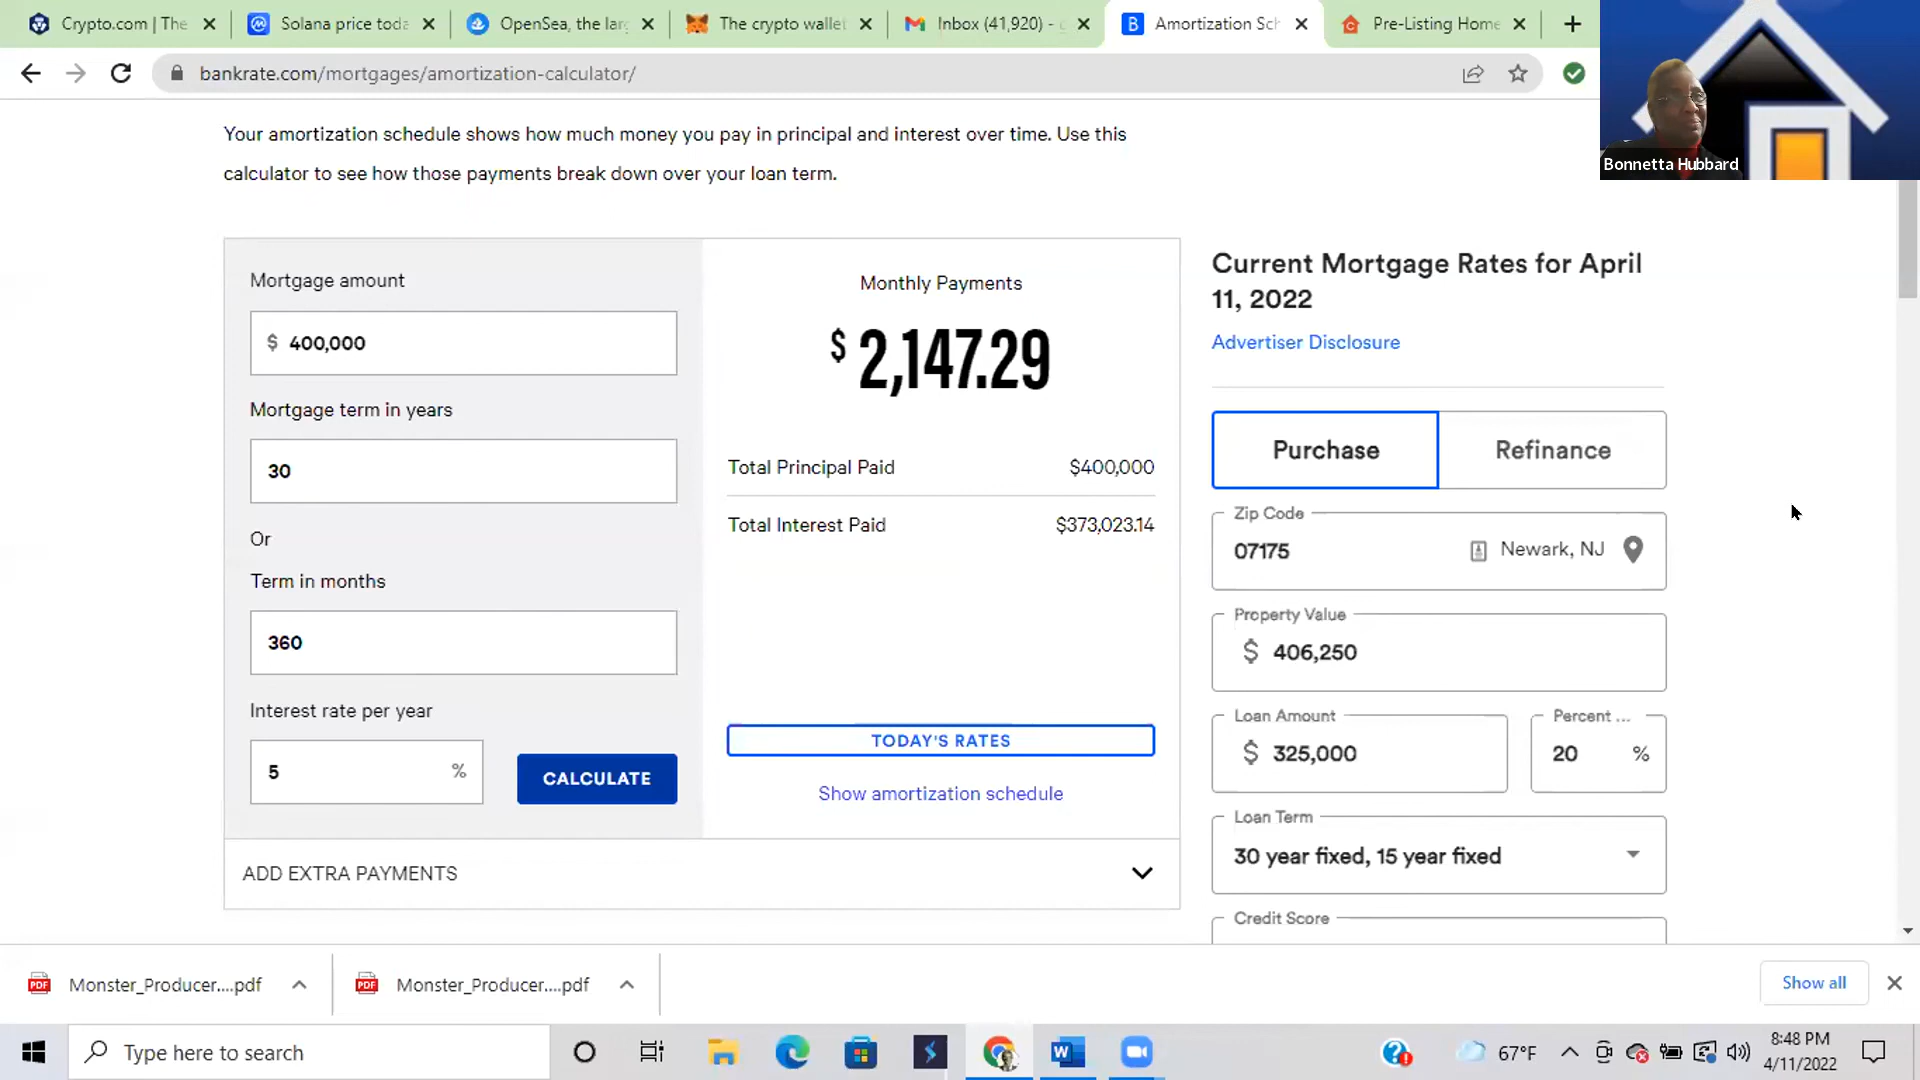 Crypto.com | The
Solana price toda
OpenSea, the larg
The crypto wallet
Inbox (41,920) - c
B
Amortization Sch
Pre-Listing Home
bankrate.com/mortgages/amortization-calculator/
Bonnetta Hubbard
Your amortization schedule shows how much money you pay in principal and interest over time. Use this
calculator to see how those payments break down over your loan term.
Mortgage amount
$ 400,000
Mortgage term in years
30
Or
Term in months
360
Interest rate per year
5 %
CALCULATE
Monthly Payments
$ 2,147.29
Total Principal Paid $400,000
Total Interest Paid $373,023.14
TODAY'S RATES
Show amortization schedule
ADD EXTRA PAYMENTS
Current Mortgage Rates for April
11, 2022
Advertiser Disclosure
Purchase Refinance
Zip Code
07175 Newark, NJ
Property Value
$ 406,250
Loan Amount Percent ...
$ 325,000 20 %
Loan Term
30 year fixed, 15 year fixed
Credit Score
PDF Monster_Producer....pdf
PDF Monster_Producer....pdf
Show all
Type here to search
67°F
8:48 PM
4/11/2022